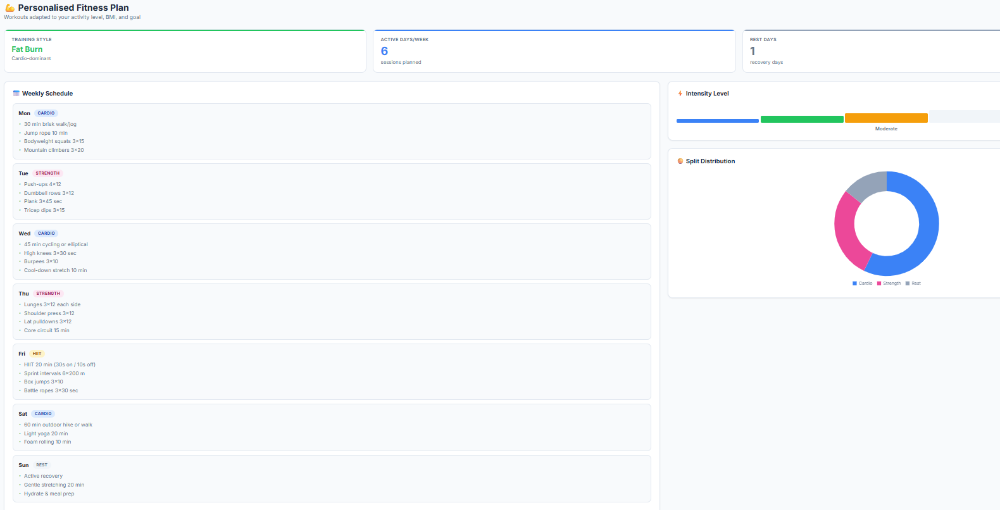 💪 Personalised Fitness Plan
Workouts adapted to your activity level, BMI, and goal
TRAINING STYLE
Fat Burn
Cardio-dominant
ACTIVE DAYS/WEEK
6
sessions planned
REST DAYS
1
recovery days
Weekly Schedule
Mon CARDIO
• 30 min brisk walk/jog
• Jump rope 10 min
• Bodyweight squats 3×15
• Mountain climbers 3×20
Tue STRENGTH
• Push-ups 4×12
• Dumbbell rows 3×12
• Plank 3×45 sec
• Tricep dips 3×15
Wed CARDIO
• 45 min cycling or elliptical
• High knees 3×30 sec
• Burpees 3×10
• Cool-down stretch 10 min
Thu STRENGTH
• Lunges 3×12 each side
• Shoulder press 3×12
• Lat pulldowns 3×12
• Core circuit 15 min
Fri HIIT
• HIIT 20 min (30s on / 10s off)
• Sprint intervals 6×200 m
• Box jumps 3×10
• Battle ropes 3×30 sec
Sat CARDIO
• 60 min outdoor hike or walk
• Light yoga 20 min
• Foam rolling 10 min
Sun REST
• Active recovery
• Gentle stretching 20 min
• Hydrate & meal prep
Intensity Level
Moderate
Split Distribution
Cardio Strength Rest